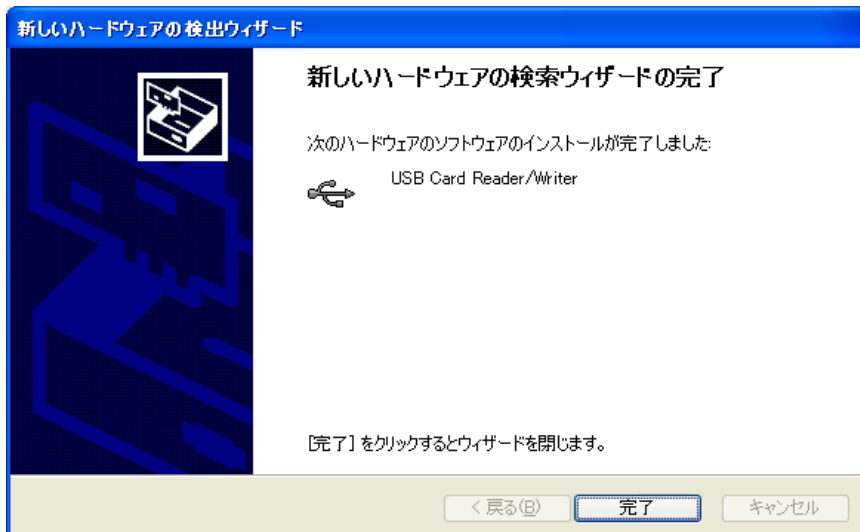 新しいハードウェアの検出ウィザード
新しいハードウェアの検索ウィザードの完了
次のハードウェアのソフトウェアのインストールが完了しました:
USB Card Reader/Writer
[完了] をクリックするとウィザードを閉じます。
< 戻る(B) 完了 キャンセル